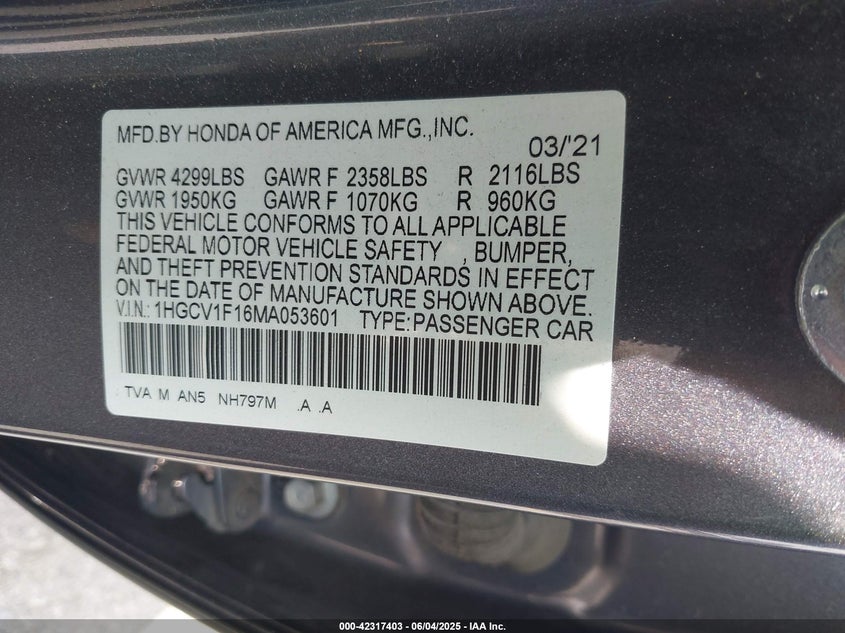 MFD.BY HONDA OF AMERICA MFG.,INC.
03/'21
GVWR 4299LBS GAWR F 2358LBS R 2116LBS
GVWR 1950KG GAWR F 1070KG R 960KG
THIS VEHICLE CONFORMS TO ALL APPLICABLE
FEDERAL MOTOR VEHICLE SAFETY , BUMPER,
AND THEFT PREVENTION STANDARDS IN EFFECT
ON THE DATE OF MANUFACTURE SHOWN ABOVE.
V.I.N.: 1HGCV1F16MA053601 TYPE:PASSENGER CAR
TVA M AN5 NH797M .A .A
000-42317403 - 06/04/2025 - IAA Inc.